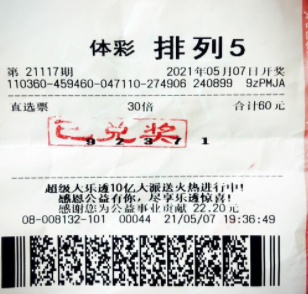 体彩 排列5
第 21117期 2021年05月07日开奖
110360-459460-047110-274906 240899 9zPMJA
直选票 30倍 合计60元
已兑奖
9 2 3 7 1
超级大乐透10亿大派送火热进行中!
感恩公益有你，尽享乐透惊喜!
感谢您为公益事业贡献 22.20元
08-008132-101 00044 21/05/07 19:36:49